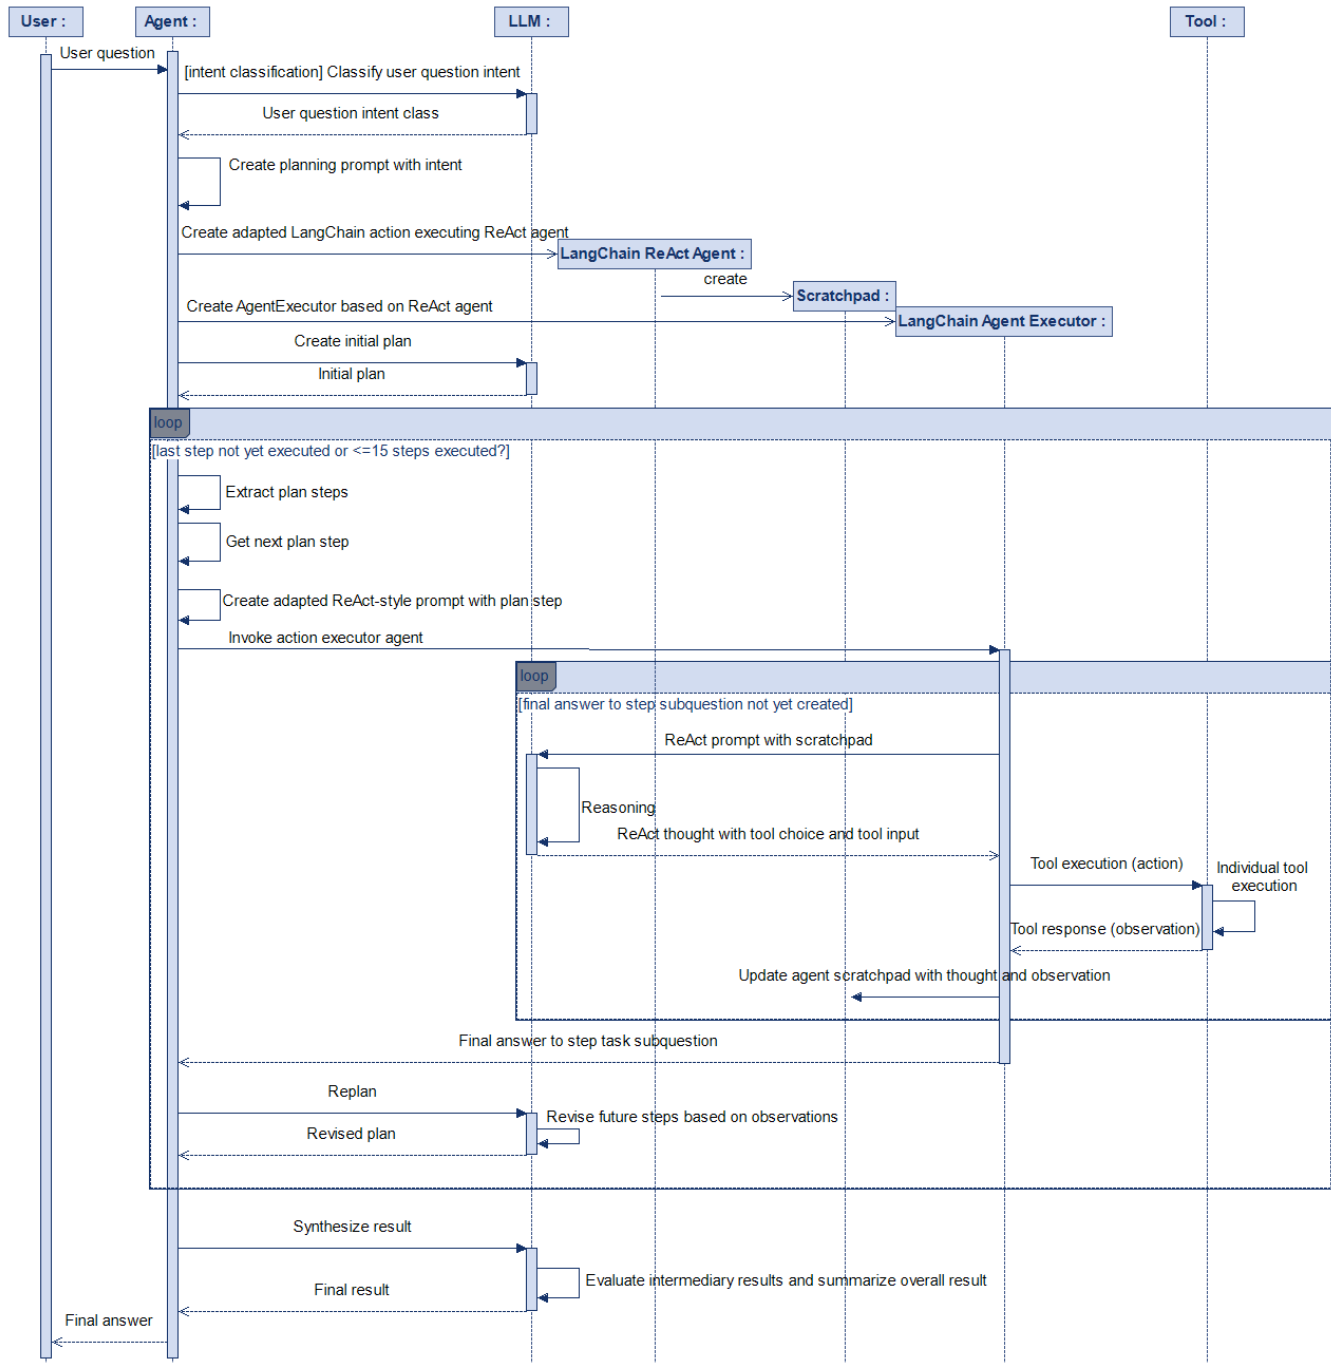 User :
Agent :
LLM :
Tool :
User question
[intent classification] Classify user question intent
User question intent class
Create planning prompt with intent
Create adapted LangChain action executing ReAct agent
LangChain ReAct Agent :
create
Scratchpad :
Create AgentExecutor based on ReAct agent
LangChain Agent Executor :
Create initial plan
Initial plan
loop
[last step not yet executed or <=15 steps executed?]
Extract plan steps
Get next plan step
Create adapted ReAct-style prompt with plan step
Invoke action executor agent
loop
[final answer to step subquestion not yet created]
ReAct prompt with scratchpad
Reasoning
ReAct thought with tool choice and tool input
Tool execution (action)
Individual tool
execution
Tool response (observation)
Update agent scratchpad with thought and observation
Final answer to step task subquestion
Replan
Revise future steps based on observations
Revised plan
Synthesize result
Evaluate intermediary results and summarize overall result
Final result
Final answer